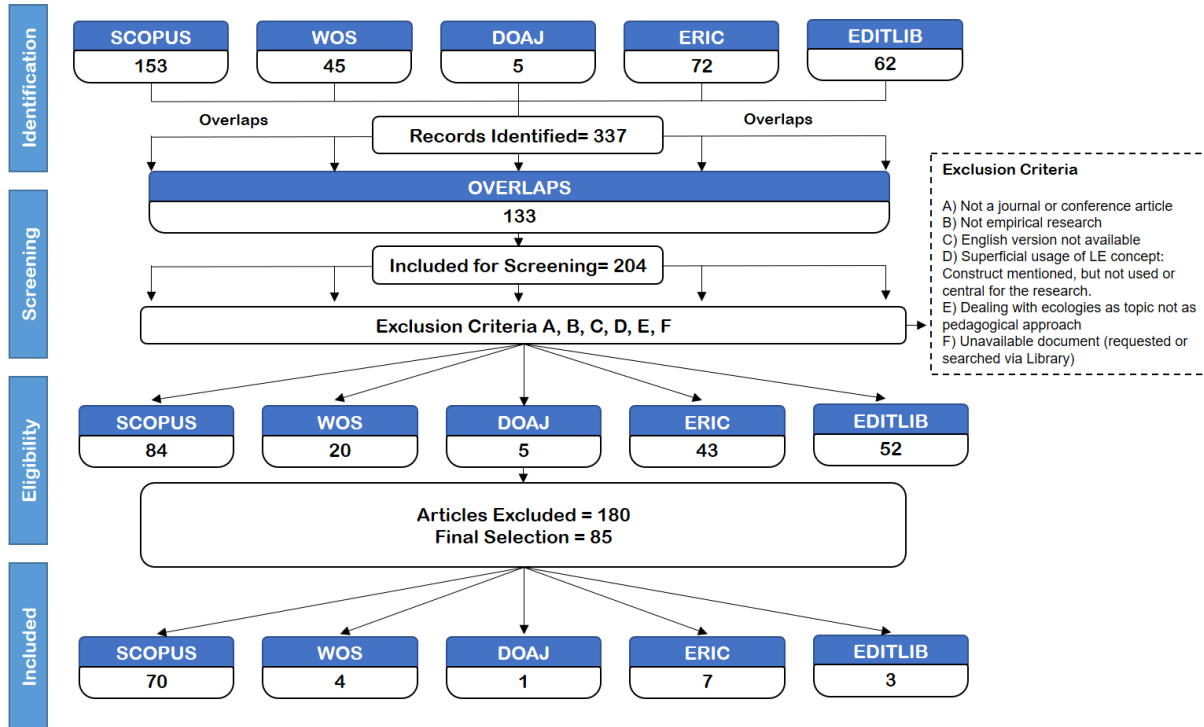 Identification
SCOPUS
153
WOS
45
DOAJ
5
ERIC
72
EDITLIB
62
Overlaps
Records Identified= 337
Overlaps
OVERLAPS
133
Screening
Included for Screening= 204
Exclusion Criteria A, B, C, D, E, F
Exclusion Criteria
A) Not a journal or conference article
B) Not empirical research
C) English version not available
D) Superficial usage of LE concept:
Construct mentioned, but not used or
central for the research.
E) Dealing with ecologies as topic not as
pedagogical approach
F) Unavailable document (requested or
searched via Library)
Eligibility
SCOPUS
84
WOS
20
DOAJ
5
ERIC
43
EDITLIB
52
Articles Excluded = 180
Final Selection = 85
Included
SCOPUS
70
WOS
4
DOAJ
1
ERIC
7
EDITLIB
3